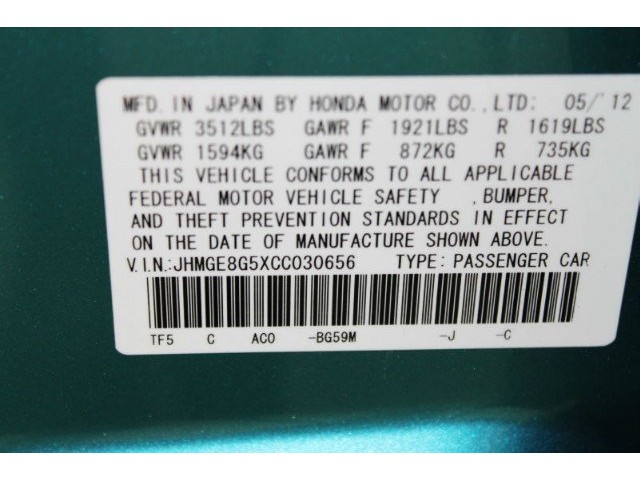 MFD. IN JAPAN BY HONDA MOTOR CO., LTD: 05/'12
GVWR 3512LBS GAWR F 1921LBS R 1619LBS
GVWR 1594KG GAWR F 872KG R 735KG
THIS VEHICLE CONFORMS TO ALL APPLICABLE
FEDERAL MOTOR VEHICLE SAFETY , BUMPER,
AND THEFT PREVENTION STANDARDS IN EFFECT
ON THE DATE OF MANUFACTURE SHOWN ABOVE.
V.I.N.:JHMGE8G5XCC030656 TYPE: PASSENGER CAR
TF5 C AC0 -BG59M -J -C